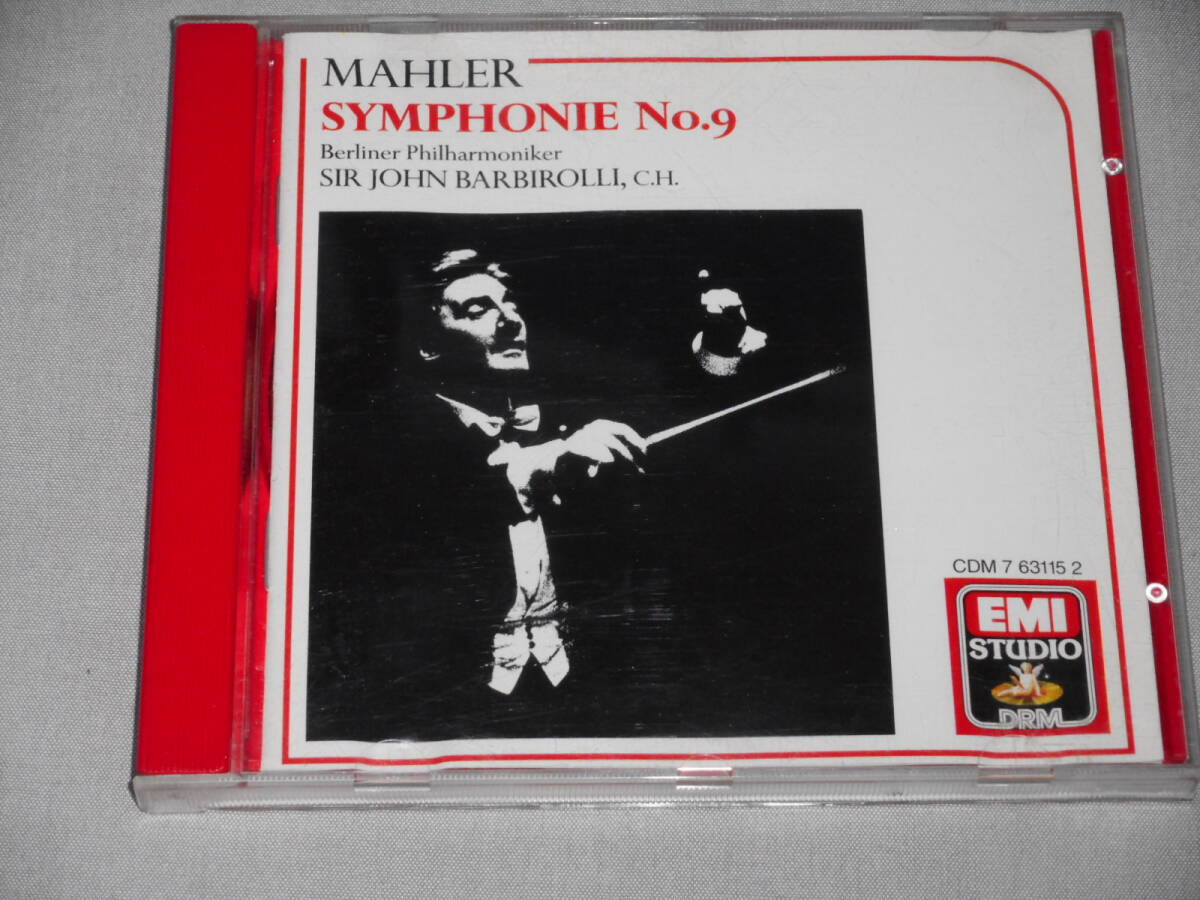 MAHLER
SYMPHONIE No.9
Berliner Philharmoniker
SIR JOHN BARBIROLLI, C.H.
CDM 7 63115 2
EMI
STUDIO
DRM